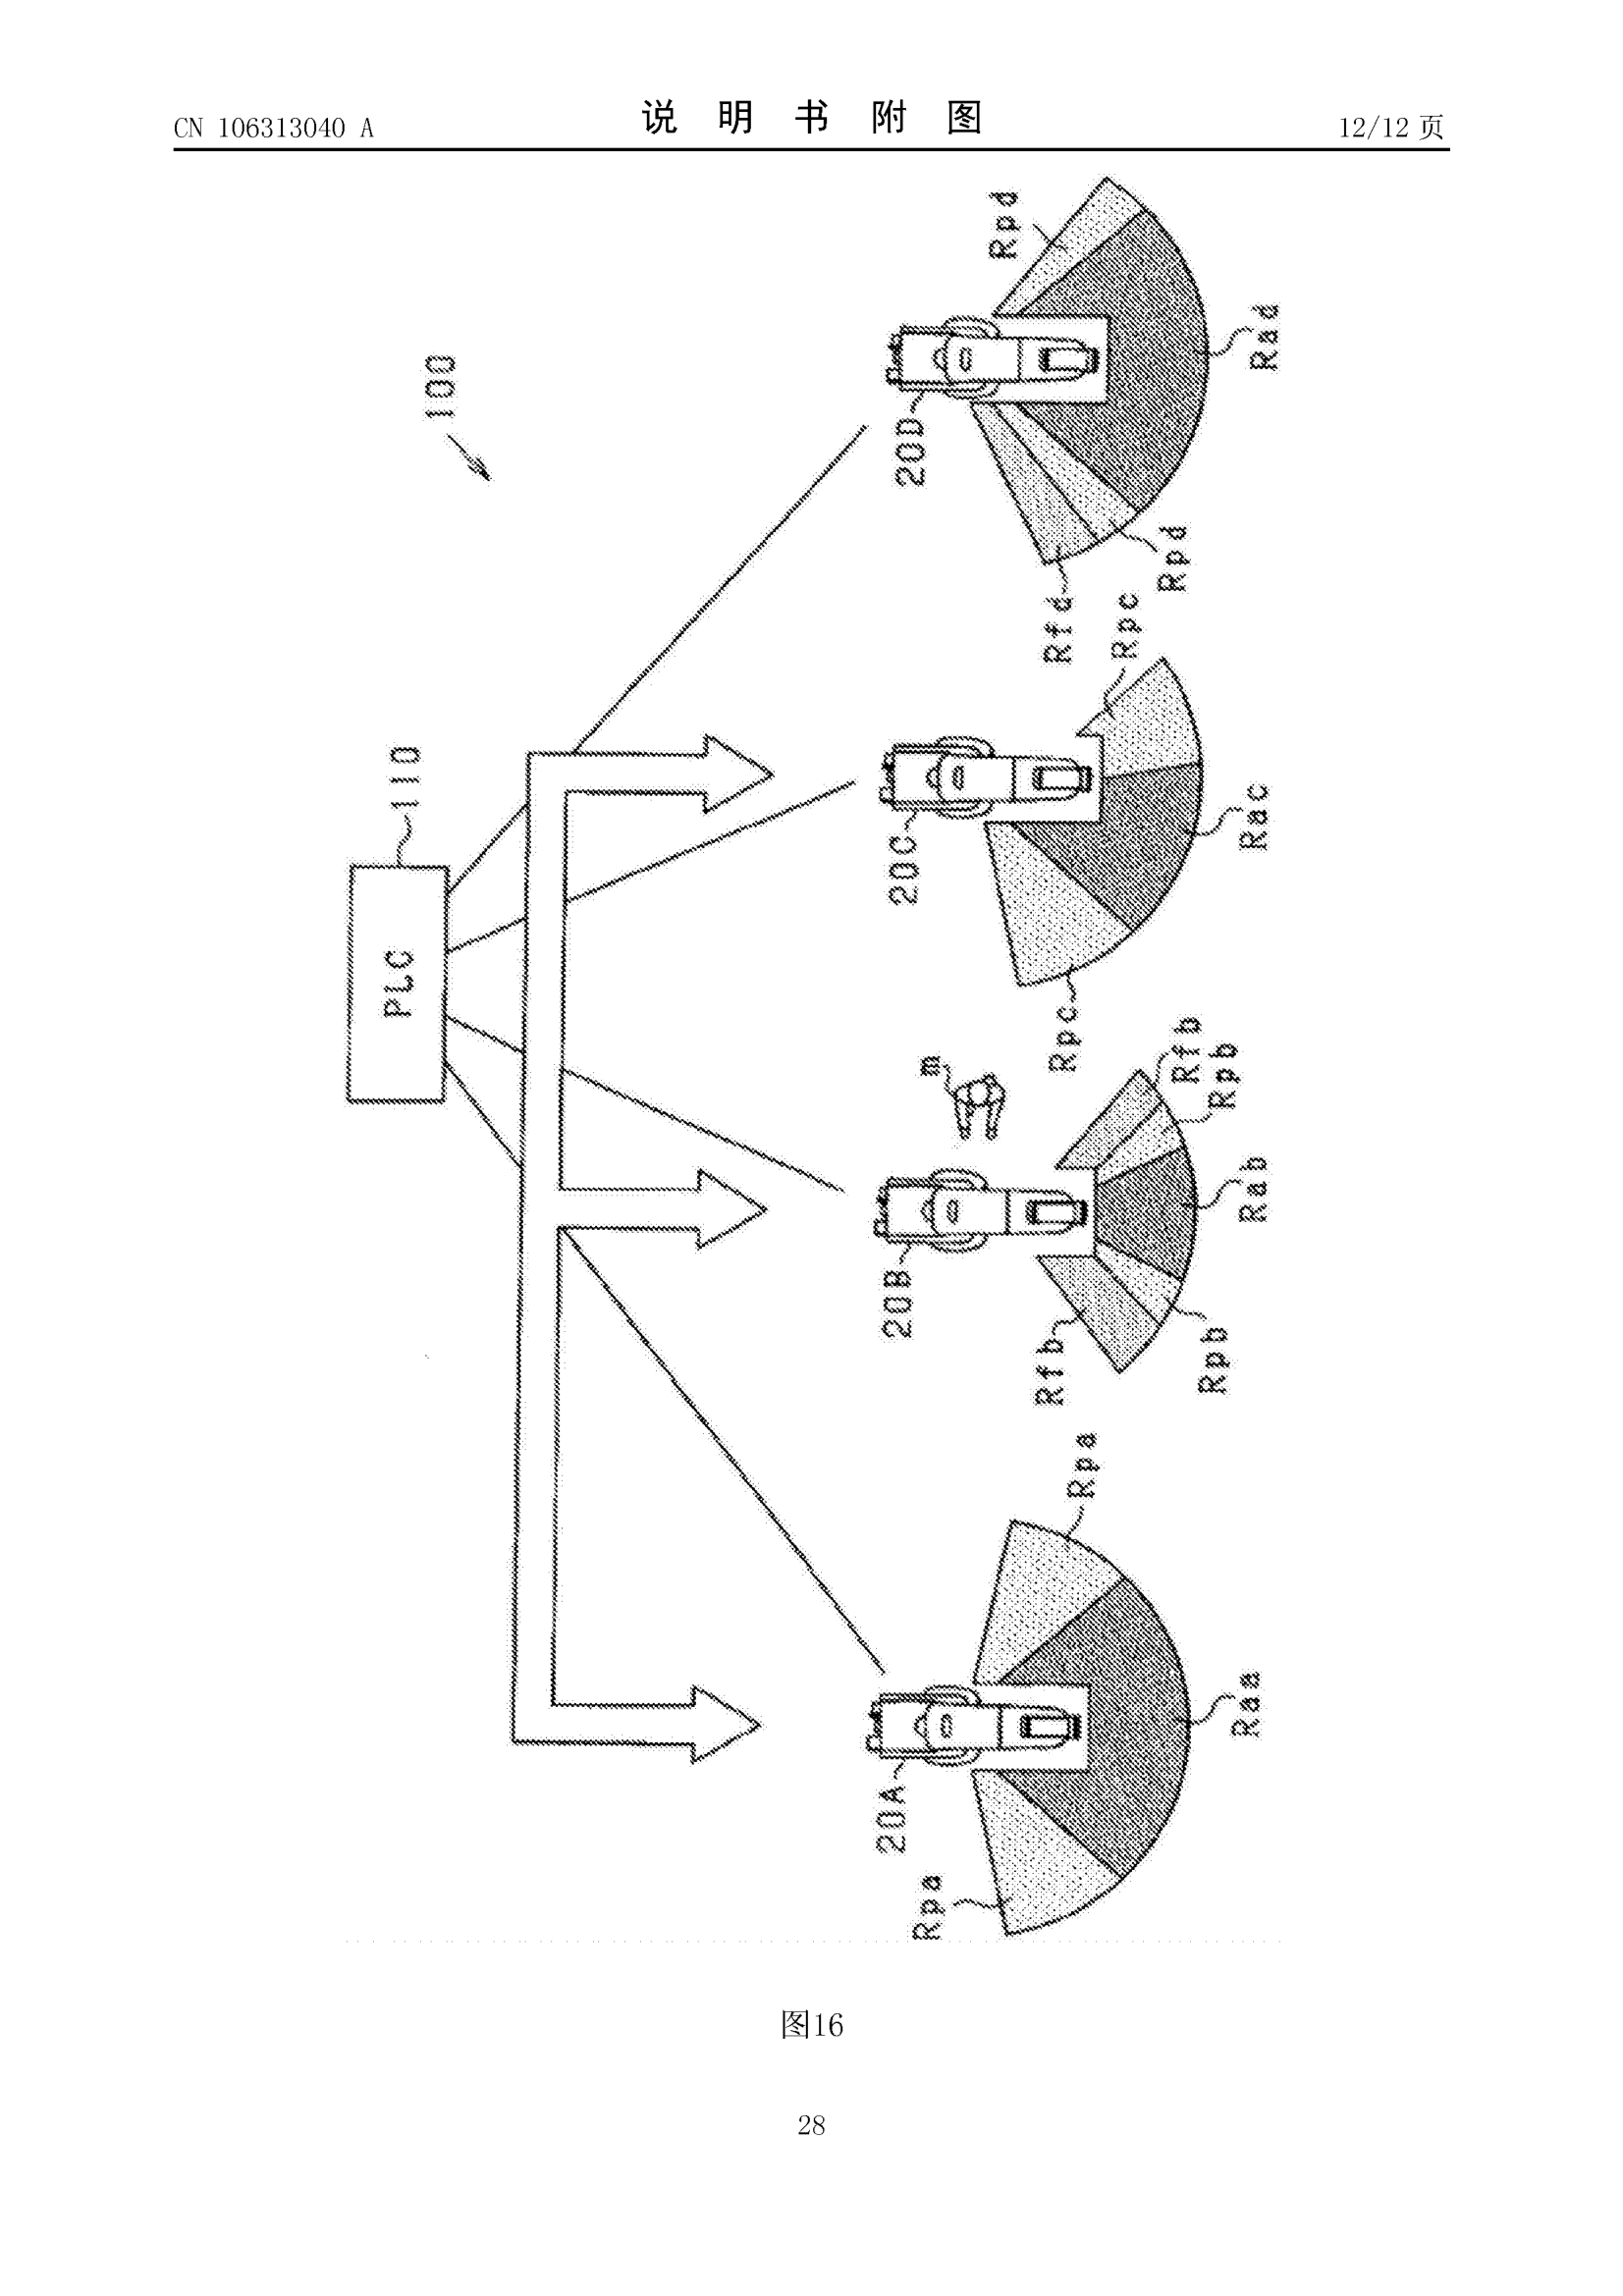 CN 106313040 A
说明书附图
12/12 页
100
PLC
110
20A
20B
20C
20D
m
Rpa
Rpa
Raa
Rfb
Rfb
Rpb
Rpb
Rab
Rpc
Rpc
Rac
Rfd
Rpd
Rpd
Rad
图16
28